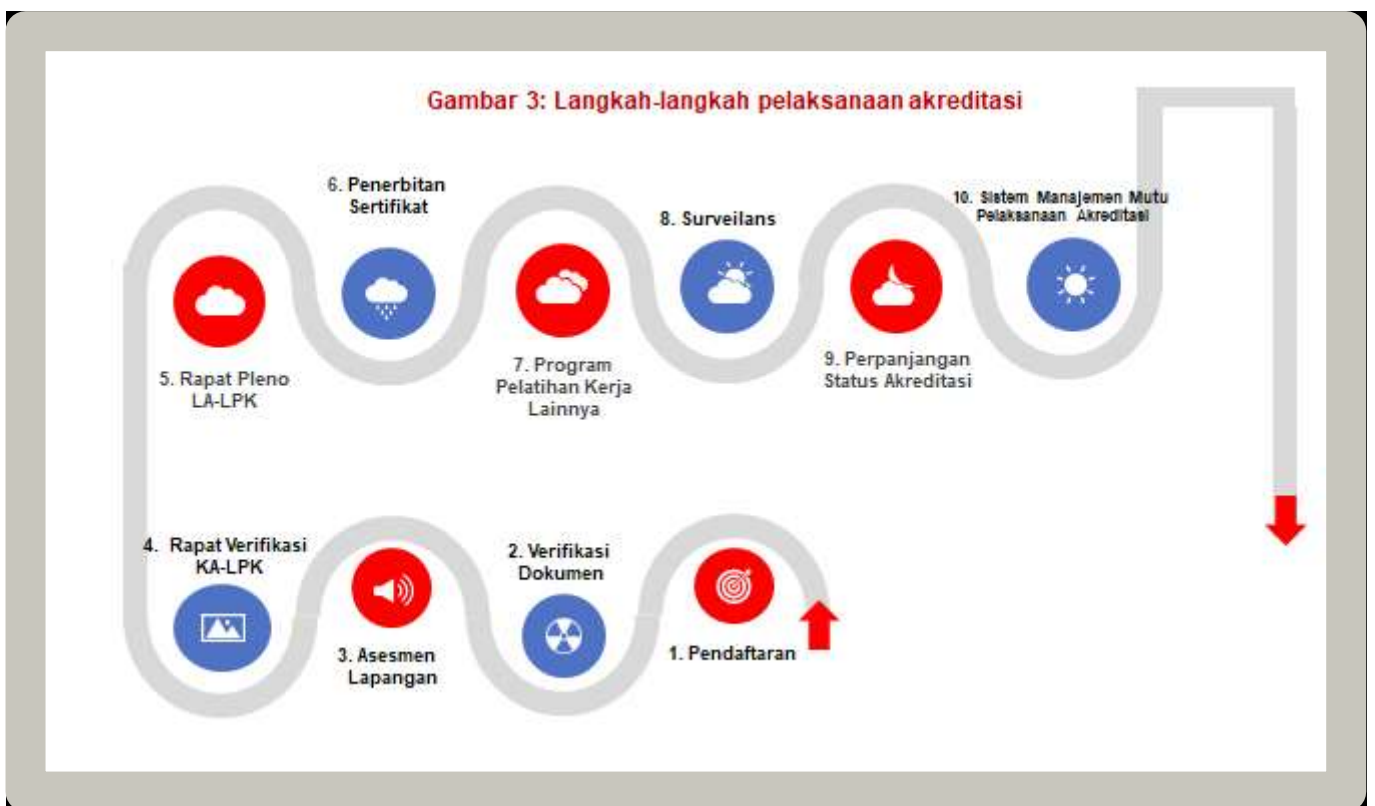 Gambar 3: Langkah-langkah pelaksanaan akreditasi
6. Penerbitan
Sertifikat
8. Surveilans
10. Sistem Manajemen Mutu
Pelaksanaan Akreditasi
5. Rapat Pleno
LA-LPK
7. Program
Pelatihan Kerja
Lainnya
9. Perpanjangan
Status Akreditasi
4. Rapat Verifikasi
KA-LPK
2. Verifikasi
Dokumen
3. Asesmen
Lapangan
1. Pendaftaran